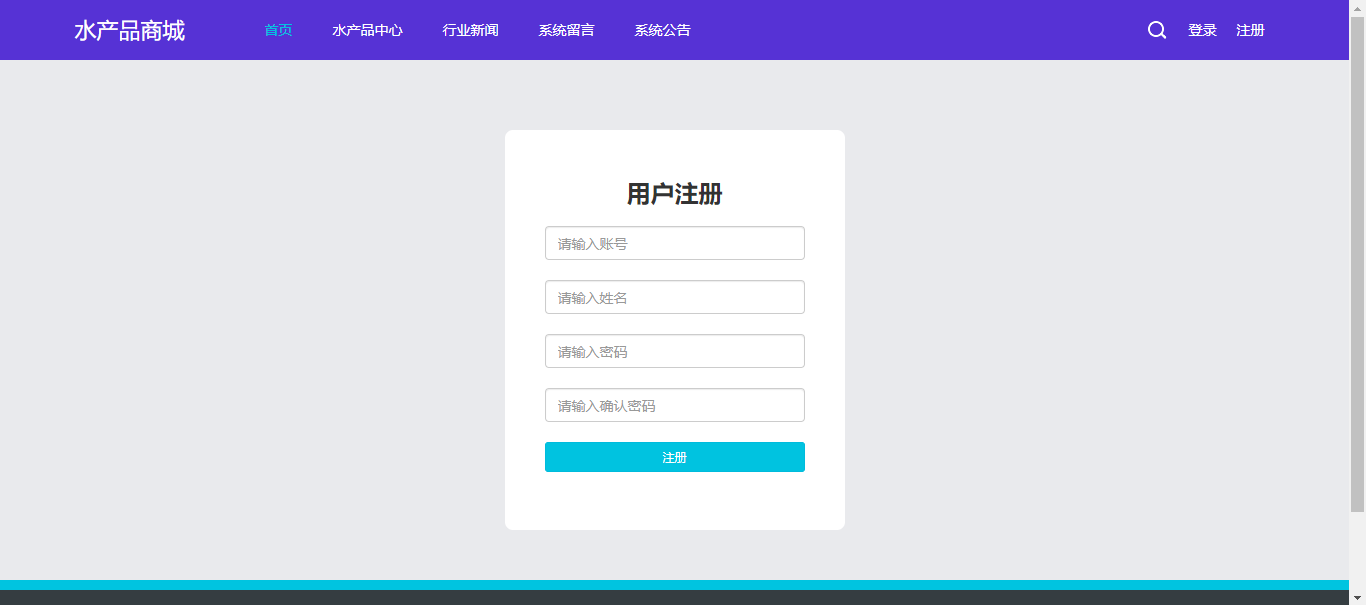 水产品商城 首页 水产品中心 行业新闻 系统留言 系统公告 登录 注册
用户注册
请输入账号
请输入姓名
请输入密码
请输入确认密码
注册